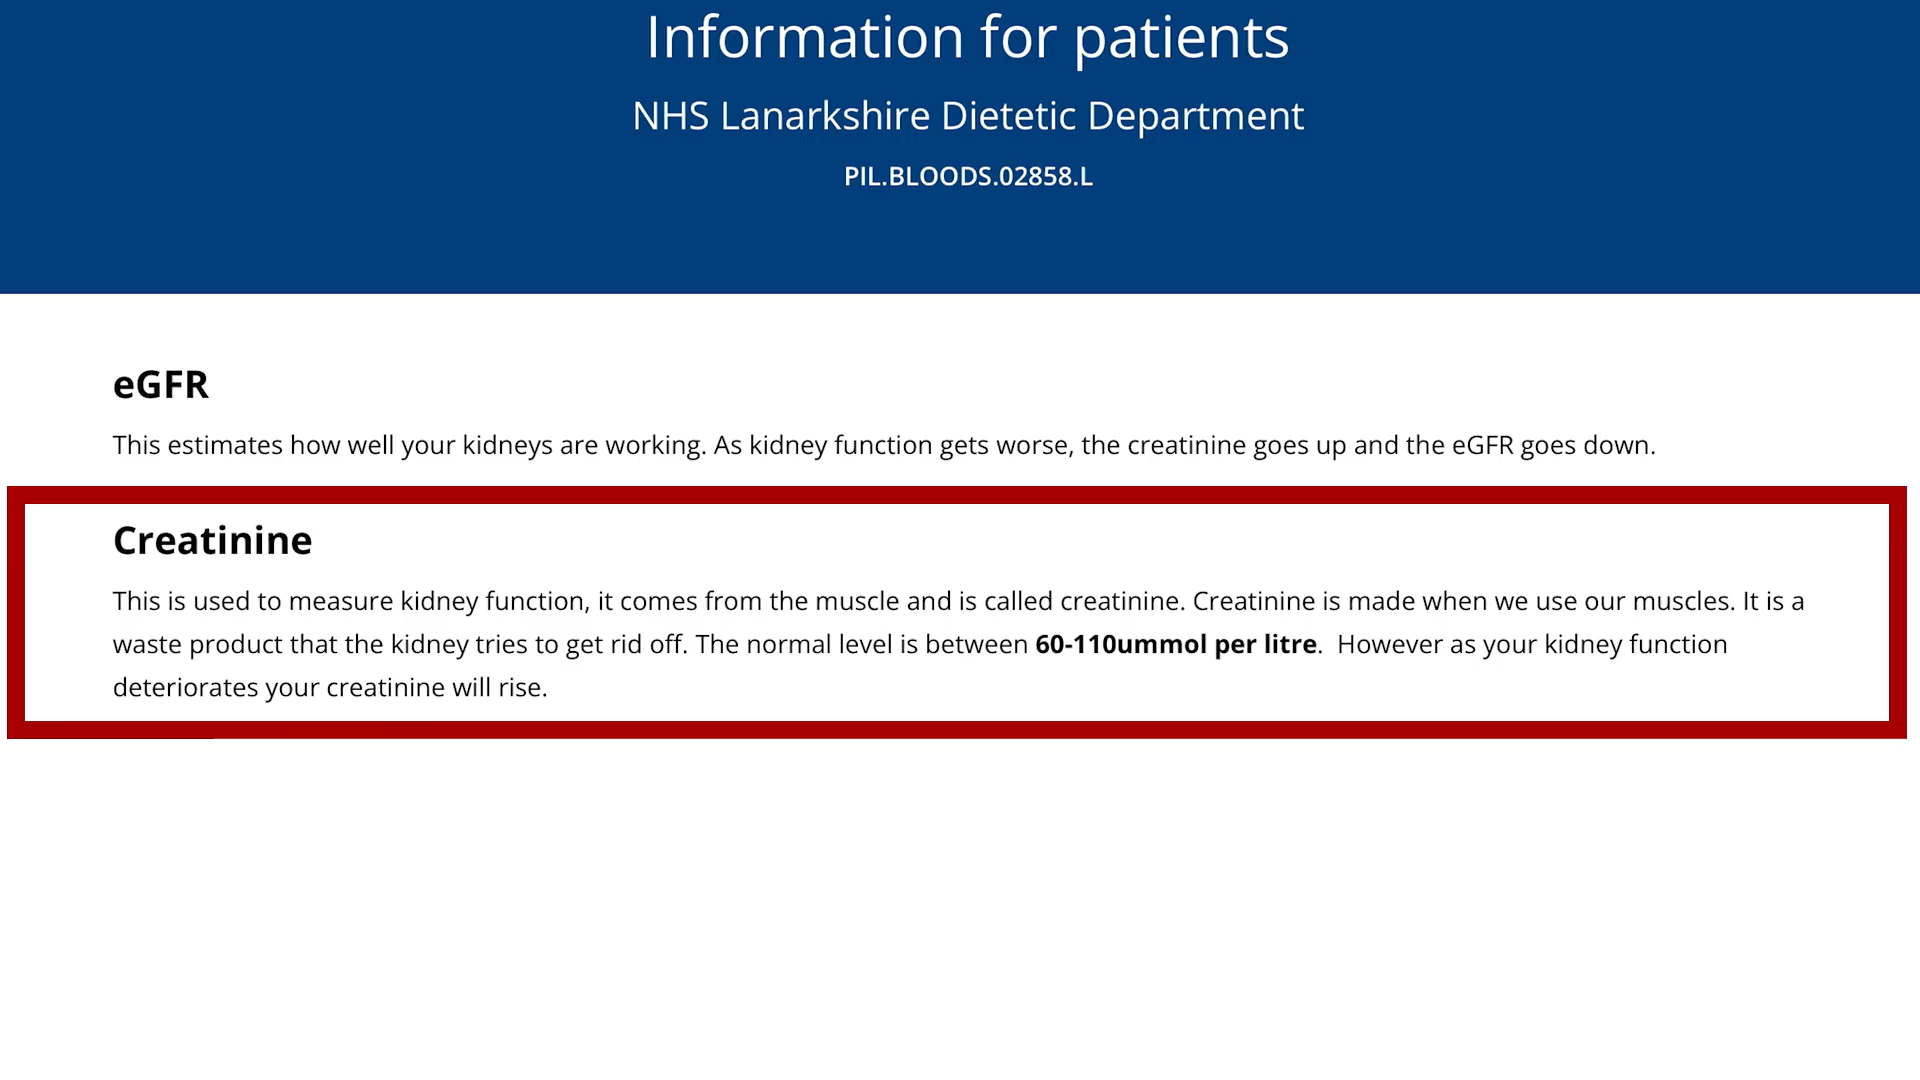 Information for patients
NHS Lanarkshire Dietetic Department
PIL.BLOODS.02858.L
eGFR
This estimates how well your kidneys are working. As kidney function gets worse, the creatinine goes up and the eGFR goes down.
Creatinine
This is used to measure kidney function, it comes from the muscle and is called creatinine. Creatinine is made when we use our muscles. It is a
waste product that the kidney tries to get rid off. The normal level is between 60-110ummol per litre.  However as your kidney function
deteriorates your creatinine will rise.